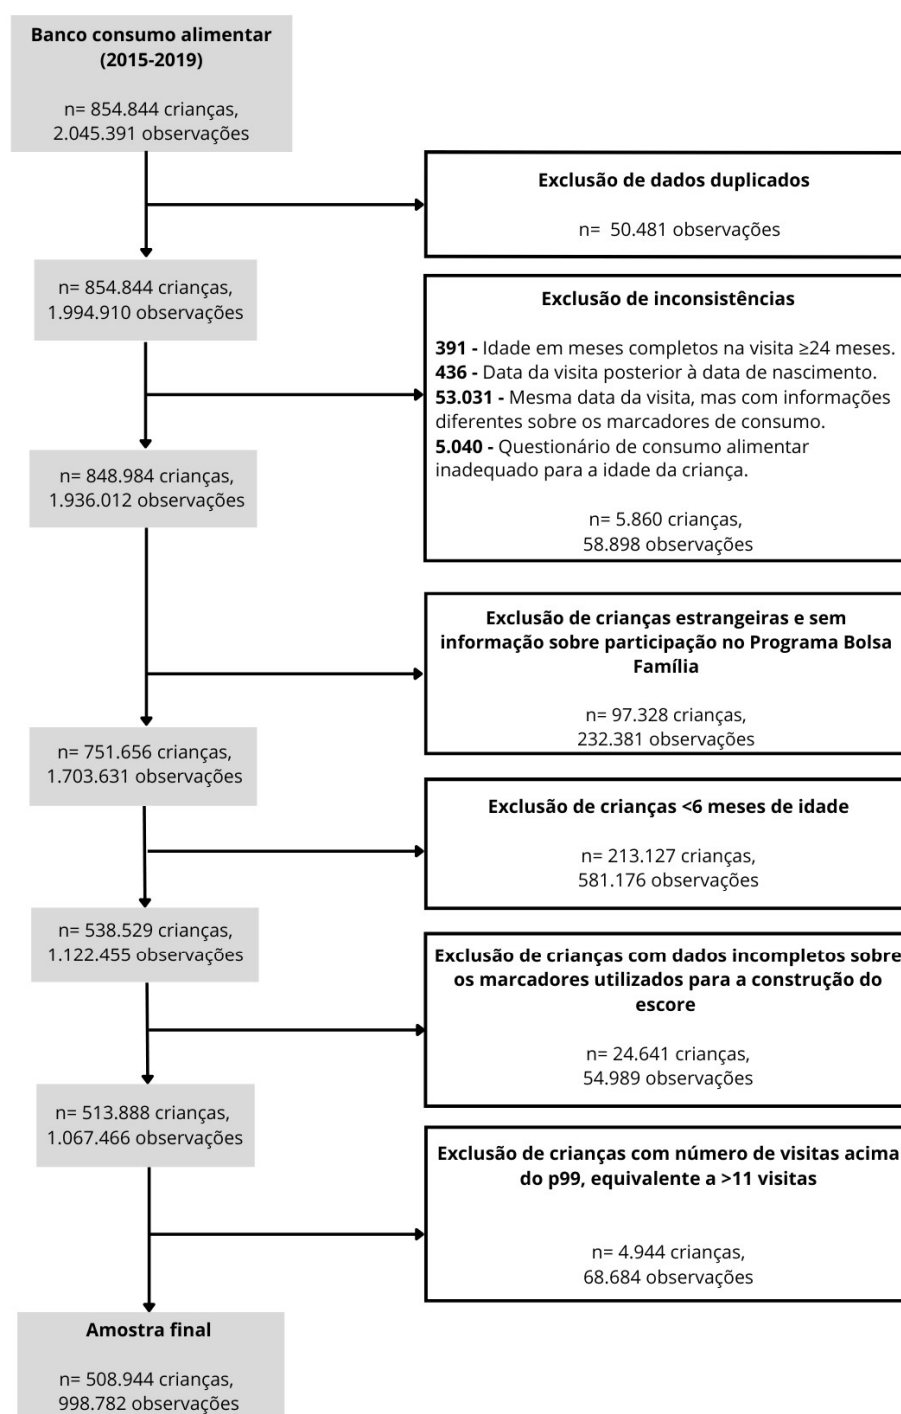 Banco consumo alimentar
(2015-2019)
n= 854.844 crianças,
2.045.391 observações
Exclusão de dados duplicados
n= 50.481 observações
n= 854.844 crianças,
1.994.910 observações
Exclusão de inconsistências
391 - Idade em meses completos na visita ≥24 meses.
436 - Data da visita posterior à data de nascimento.
53.031 - Mesma data da visita, mas com informações
diferentes sobre os marcadores de consumo.
5.040 - Questionário de consumo alimentar
inadequado para a idade da criança.
n= 5.860 crianças,
58.898 observações
n= 848.984 crianças,
1.936.012 observações
Exclusão de crianças estrangeiras e sem
informação sobre participação no Programa Bolsa
Família
n= 97.328 crianças,
232.381 observações
n= 751.656 crianças,
1.703.631 observações
Exclusão de crianças <6 meses de idade
n= 213.127 crianças,
581.176 observações
n= 538.529 crianças,
1.122.455 observações
Exclusão de crianças com dados incompletos sobre
os marcadores utilizados para a construção do
escore
n= 24.641 crianças,
54.989 observações
n= 513.888 crianças,
1.067.466 observações
Exclusão de crianças com número de visitas acima
do p99, equivalente a >11 visitas
n= 4.944 crianças,
68.684 observações
Amostra final
n= 508.944 crianças,
998.782 observações